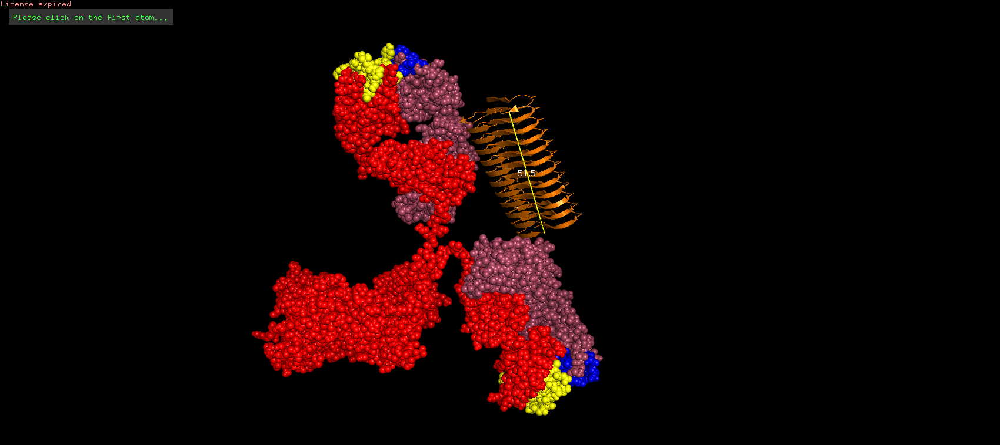 License expired
Please click on the first atom...
51.5